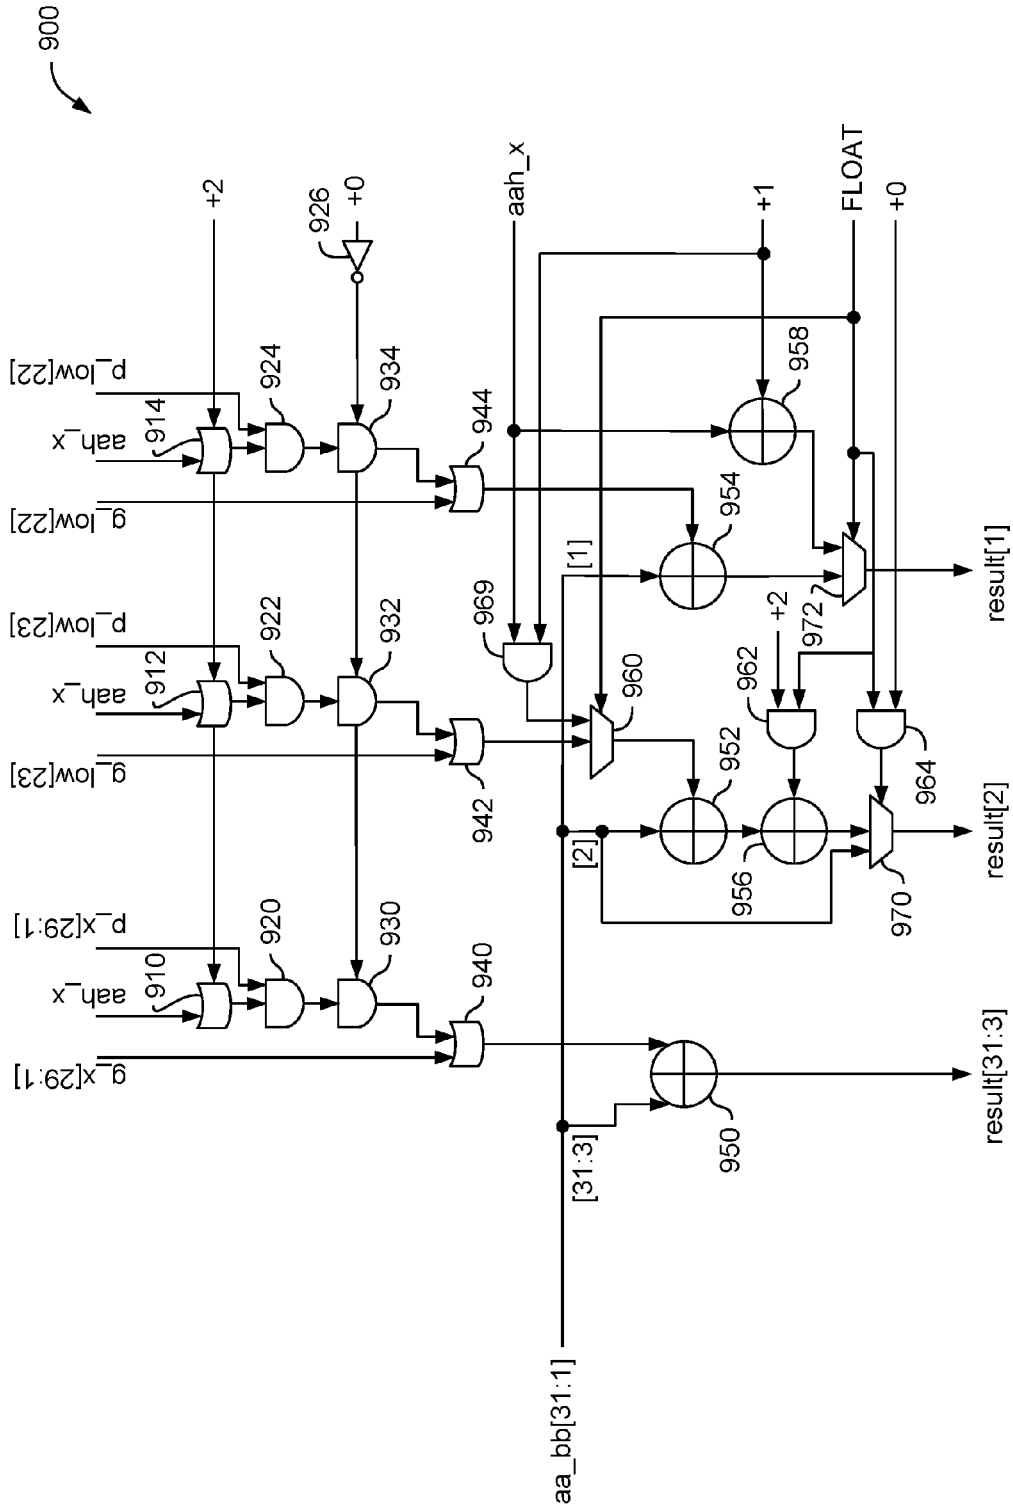 900
+2
+0
926
p_low[22]
aah_x
g_low[22]
914
924
934
944
p_low[23]
aah_x
g_low[23]
912
922
932
942
p_x[29:1]
aah_x
g_x[29:1]
910
920
930
940
aah_x
+1
FLOAT
+0
969
960
958
954
[1]
952
[2]
956
962
+2
972
964
970
950
[31:3]
aa_bb[31:1]
result[1]
result[2]
result[31:3]